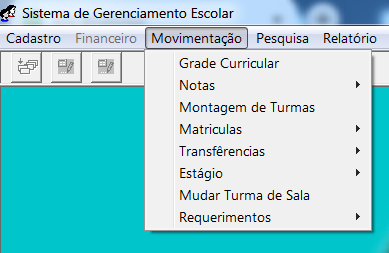 Sistema de Gerenciamento Escolar
Cadastro Financeiro Movimentação Pesquisa Relatório
Grade Curricular
Notas
Montagem de Turmas
Matriculas
Transfêrencias
Estágio
Mudar Turma de Sala
Requerimentos